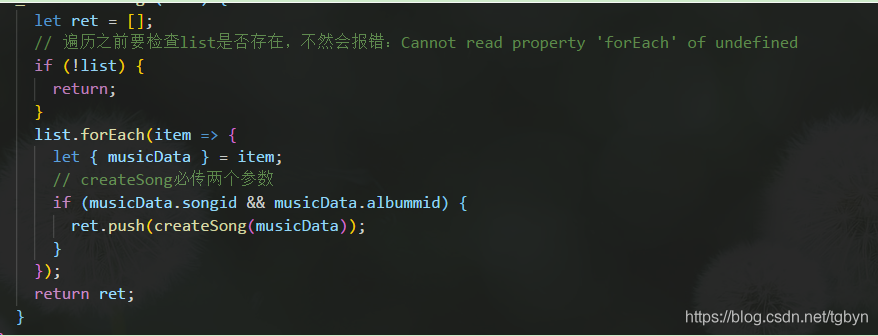 let ret = [];
// 遍历之前要检查list是否存在，不然会报错：Cannot read property 'forEach' of undefined
if (!list) {
return;
}
list.forEach(item => {
let { musicData } = item;
// createSong必传两个参数
if (musicData.songid && musicData.albummid) {
ret.push(createSong(musicData));
}
});
return ret;
}
https://blog.csdn.net/tgbyn